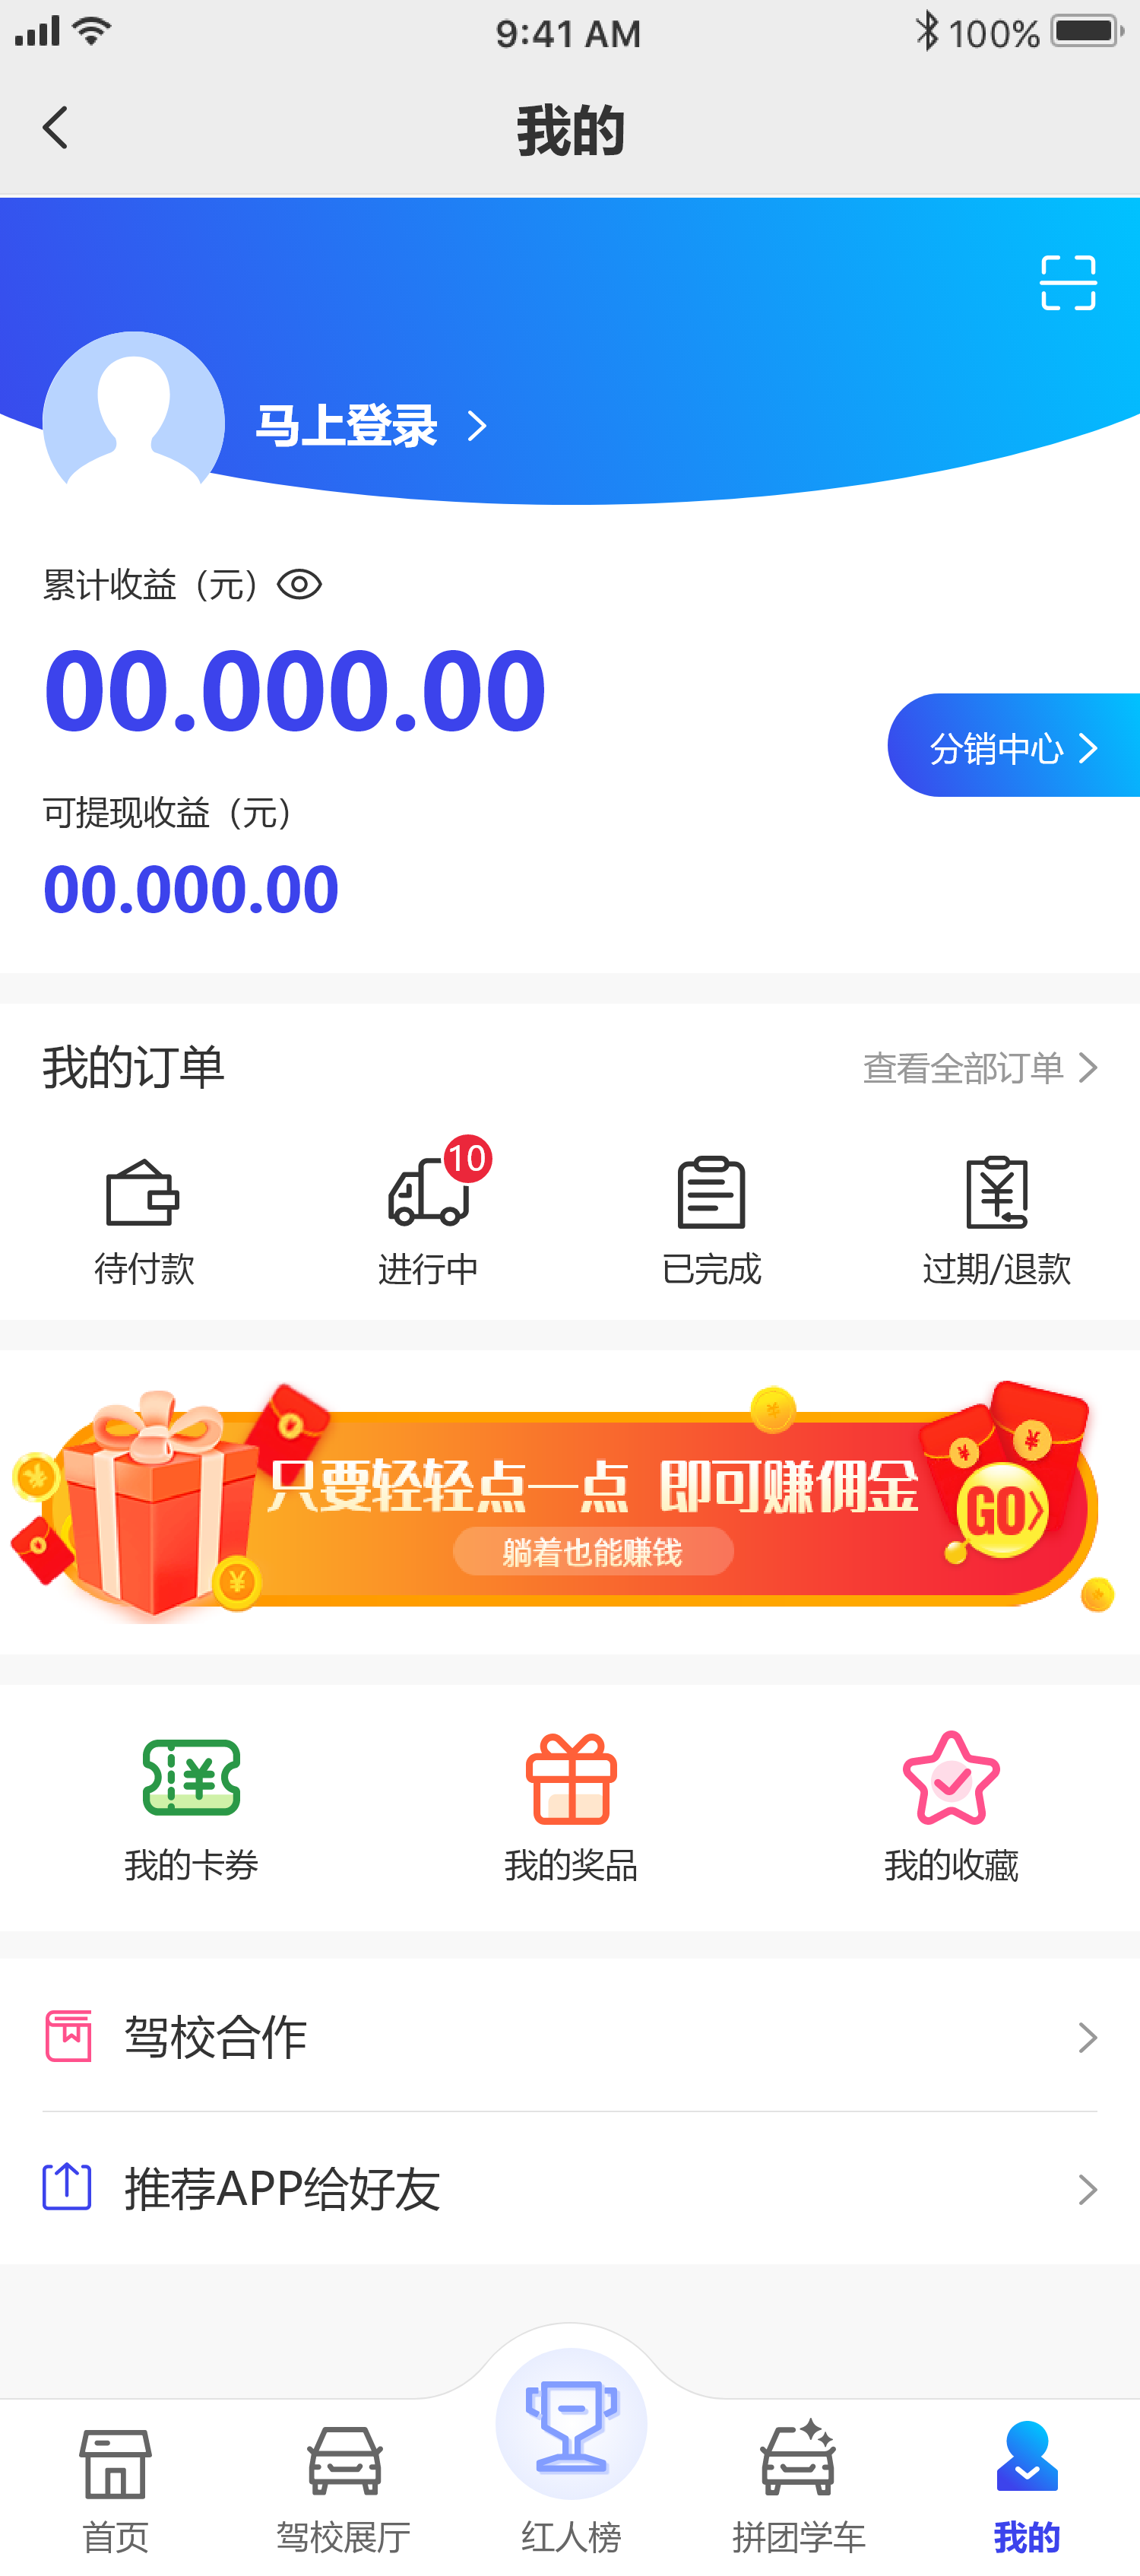 9:41 AM
100%
我的
马上登录
累计收益（元）
00.000.00
分销中心
可提现收益（元）
00.000.00
我的订单
查看全部订单
10
待付款
进行中
已完成
过期/退款
只要轻轻点一点 即可赚佣金
GO
躺着也能赚钱
我的卡券
我的奖品
我的收藏
驾校合作
推荐APP给好友
首页
驾校展厅
红人榜
拼团学车
我的